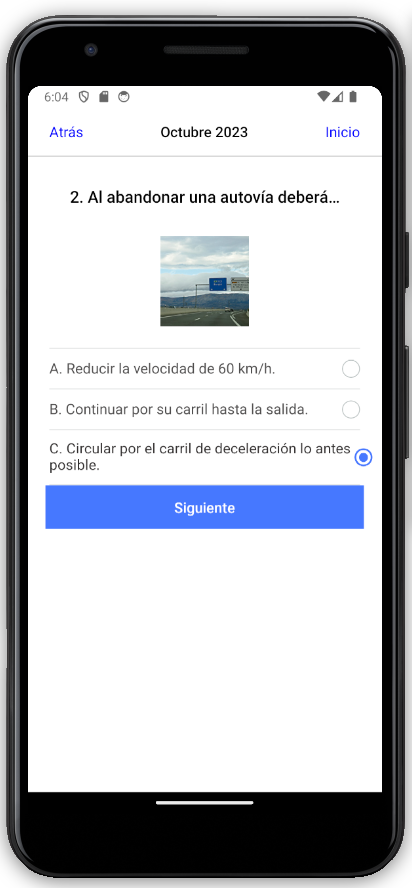 6:04
Atrás
Octubre 2023
Inicio
2. Al abandonar una autovía deberá...
A. Reducir la velocidad de 60 km/h.
B. Continuar por su carril hasta la salida.
C. Circular por el carril de deceleración lo antes
posible.
Siguiente